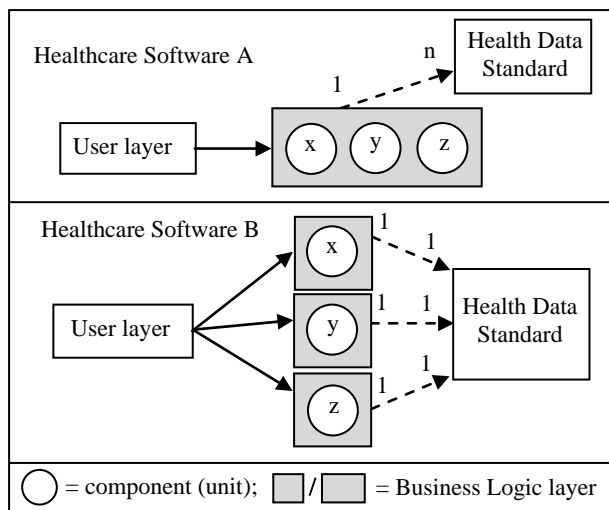 Healthcare Software A
Health Data
Standard
1
n
User layer
x
y
z
Healthcare Software B
x
1
1
User layer
y
1
1
Health Data
Standard
z
1
1
= component (unit); / = Business Logic layer